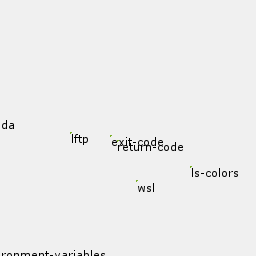 da
lftp
exit-code
return-code
ls-colors
wsl
ronment-variables